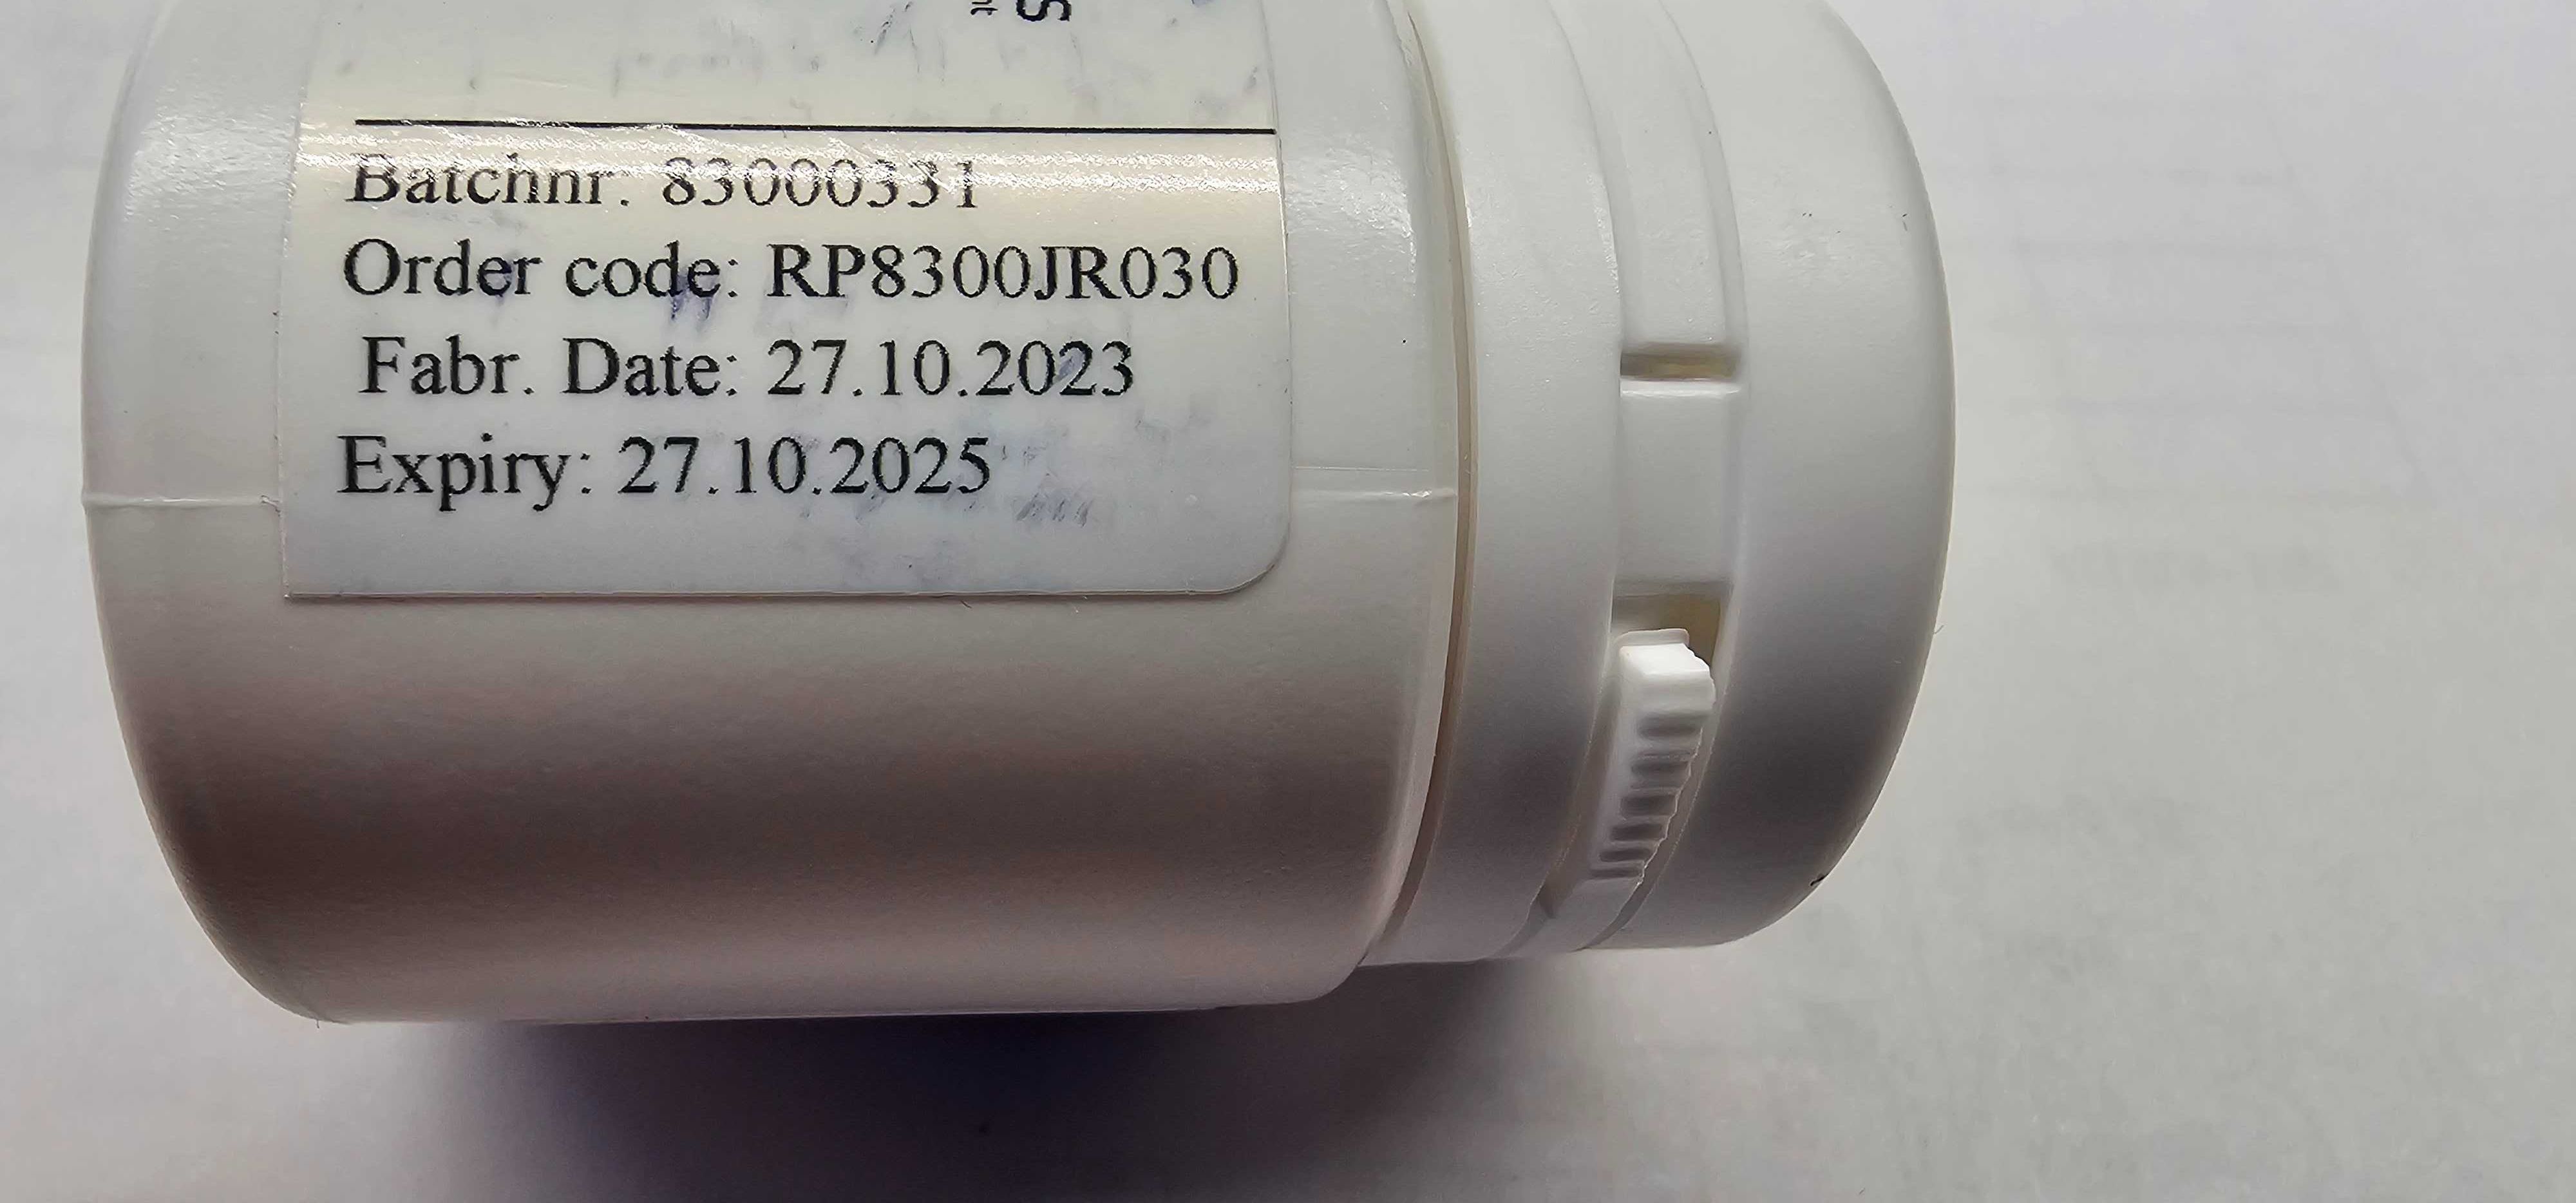 Batchnr. 83000331
Order code: RP8300JR030
Fabr. Date: 27.10.2023
Expiry: 27.10.2025